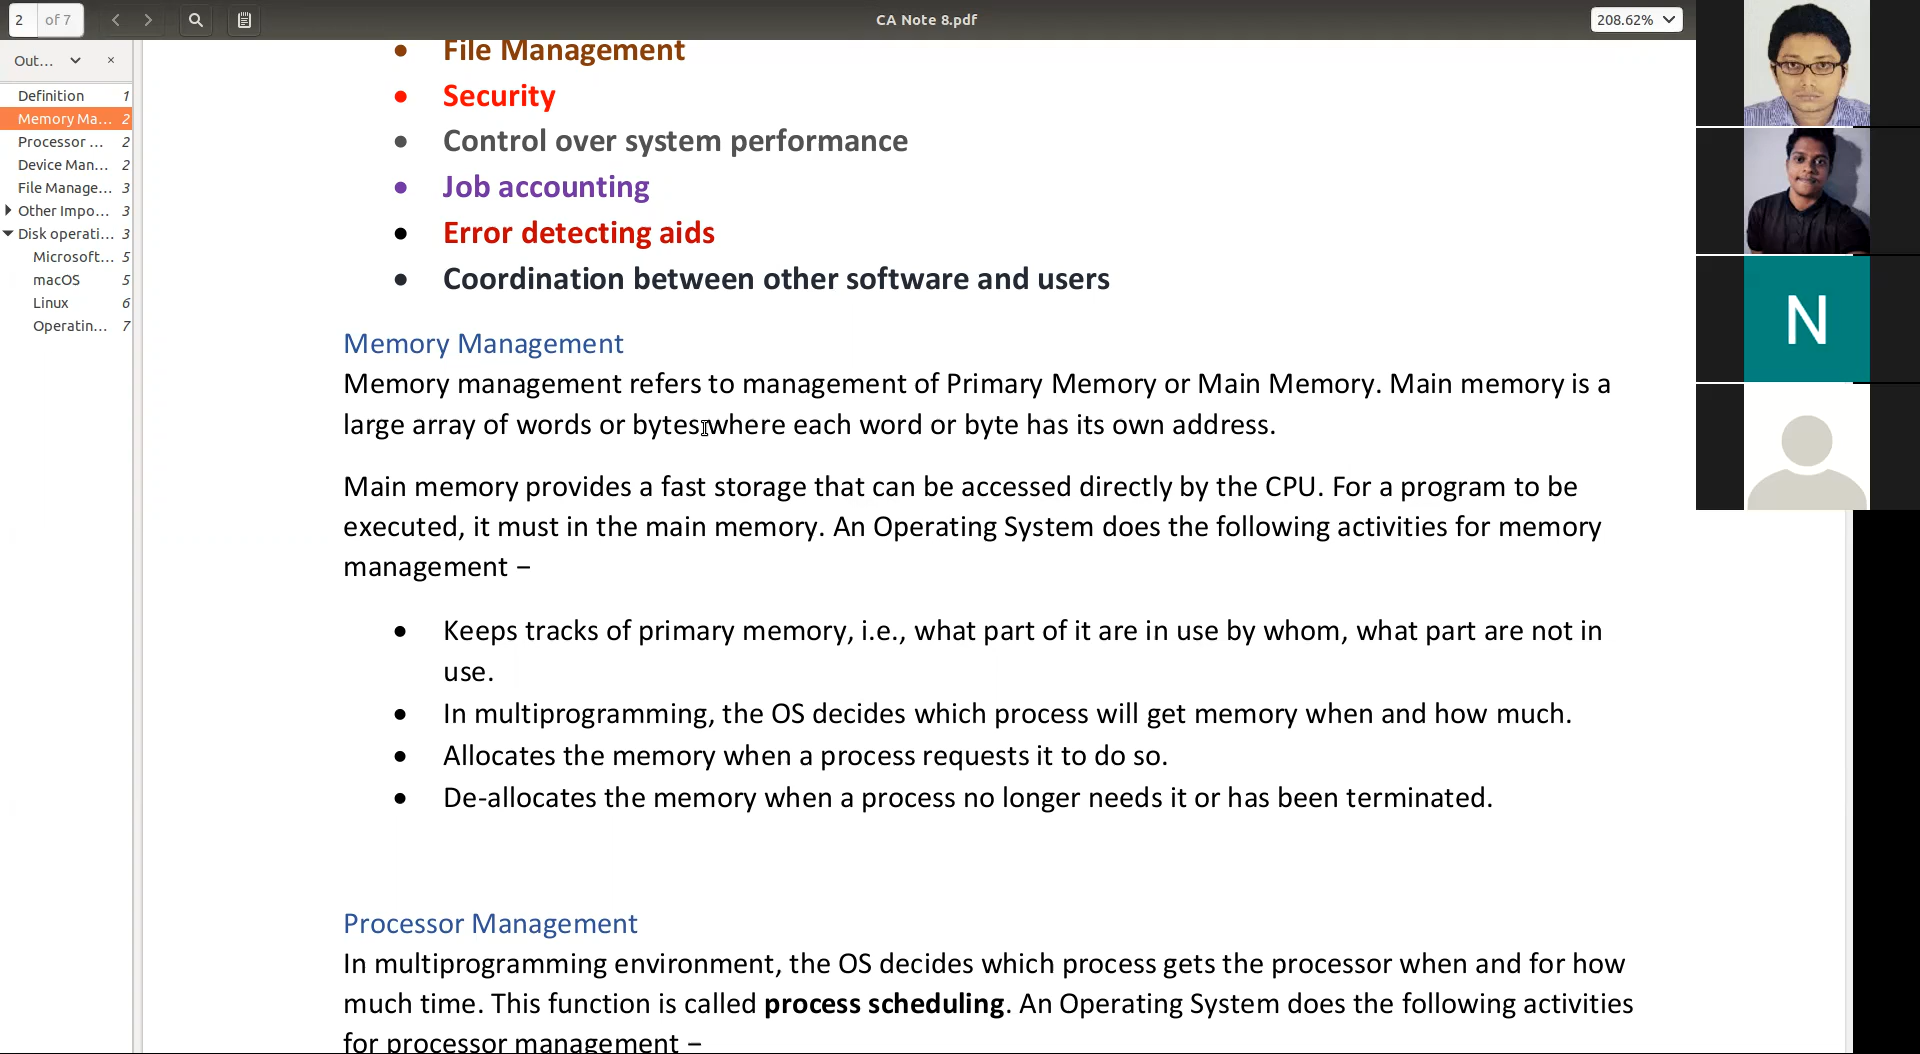 2 of 7
CA Note 8.pdf
208.62%
Out...
Definition 1
Memory Ma... 2
Processor ... 2
Device Man... 2
File Manage... 3
Other Impo... 3
Disk operati... 3
Microsoft... 5
macOS 5
Linux 6
Operatin... 7
• File Management
• Security
• Control over system performance
• Job accounting
• Error detecting aids
• Coordination between other software and users
Memory Management
Memory management refers to management of Primary Memory or Main Memory. Main memory is a
large array of words or bytes where each word or byte has its own address.
Main memory provides a fast storage that can be accessed directly by the CPU. For a program to be
executed, it must in the main memory. An Operating System does the following activities for memory
management –
• Keeps tracks of primary memory, i.e., what part of it are in use by whom, what part are not in
use.
• In multiprogramming, the OS decides which process will get memory when and how much.
• Allocates the memory when a process requests it to do so.
• De-allocates the memory when a process no longer needs it or has been terminated.
Processor Management
In multiprogramming environment, the OS decides which process gets the processor when and for how
much time. This function is called process scheduling. An Operating System does the following activities
for processor management –
N